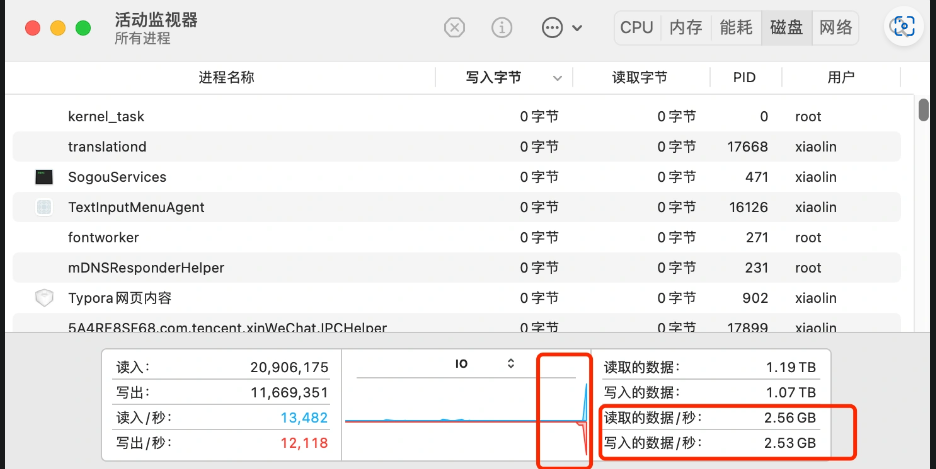 活动监视器
所有进程
CPU 内存 能耗 磁盘 网络
进程名称 写入字节 读取字节 PID 用户
kernel_task 0 字节 0 字节 0 root
translationd 0 字节 0 字节 17668 xiaolin
SogouServices 0 字节 0 字节 471 xiaolin
TextInputMenuAgent 0 字节 0 字节 16126 xiaolin
fontworker 0 字节 0 字节 271 root
mDNSResponderHelper 0 字节 0 字节 231 root
Typora网页内容 0 字节 0 字节 902 xiaolin
5A4RE8SF68.com.tencent.xinWeChat.IPCHelper 0 字节 0 字节 17899 xiaolin
读入: 20,906,175
写出: 11,669,351
读入/秒: 13,482
写出/秒: 12,118
IO
读取的数据: 1.19 TB
写入的数据: 1.07 TB
读取的数据/秒: 2.56 GB
写入的数据/秒: 2.53 GB